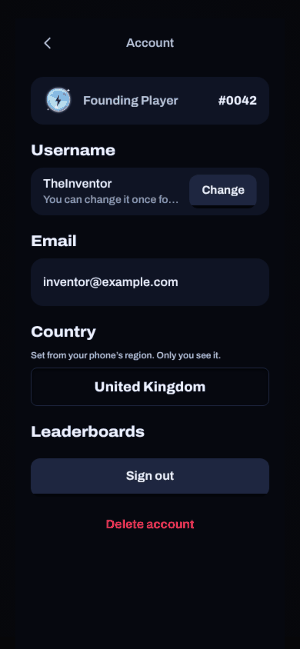 Account
Founding Player #0042
Username
TheInventor
You can change it once fo...
Change
Email
inventor@example.com
Country
Set from your phone's region. Only you see it.
United Kingdom
Leaderboards
Sign out
Delete account